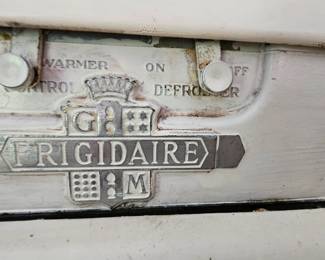 WARMER ON OFF
CONTROL DEFROSTER
G
FRIGIDAIRE
M